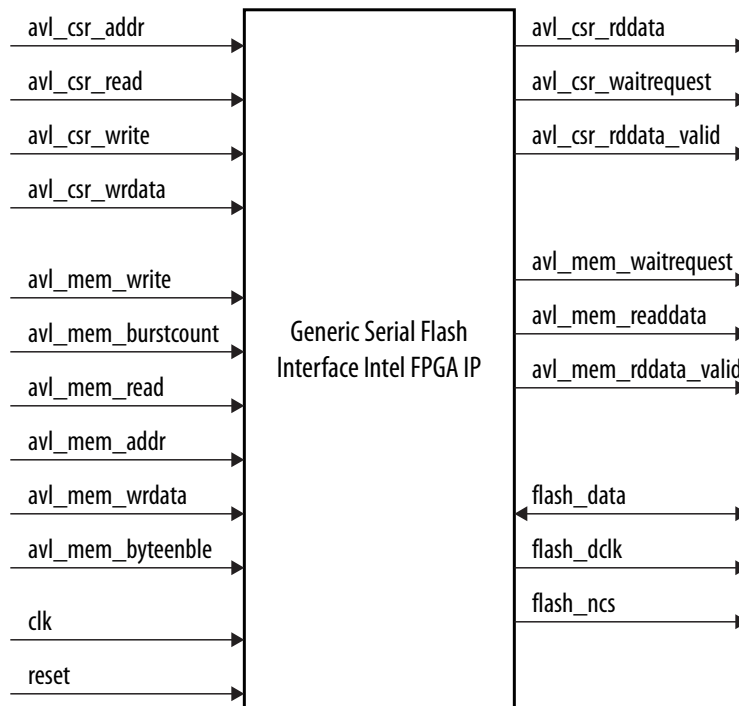 avl_csr_addr
avl_csr_read
avl_csr_write
avl_csr_wrdata
avl_mem_write
avl_mem_burstcount
avl_mem_read
avl_mem_addr
avl_mem_wrdata
avl_mem_byteenble
clk
reset
Generic Serial Flash
Interface Intel FPGA IP
avl_csr_rddata
avl_csr_waitrequest
avl_csr_rddata_valid
avl_mem_waitrequest
avl_mem_readdata
avl_mem_rddata_valid
flash_data
flash_dclk
flash_ncs